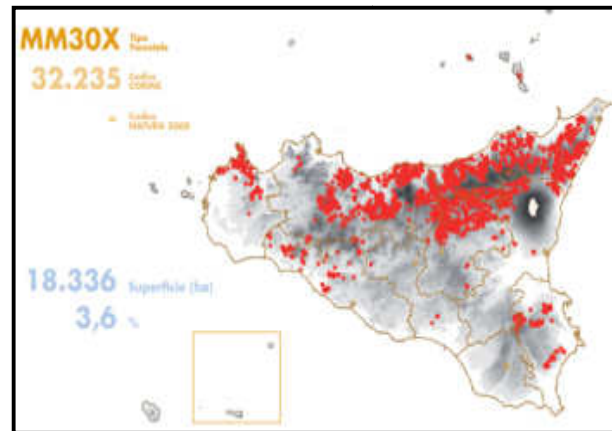 MM30X Tipo Forestale
32.235 Codice CORINE
- Codice NATURA 2000
18.336 Superficie (ha)
3,6 %